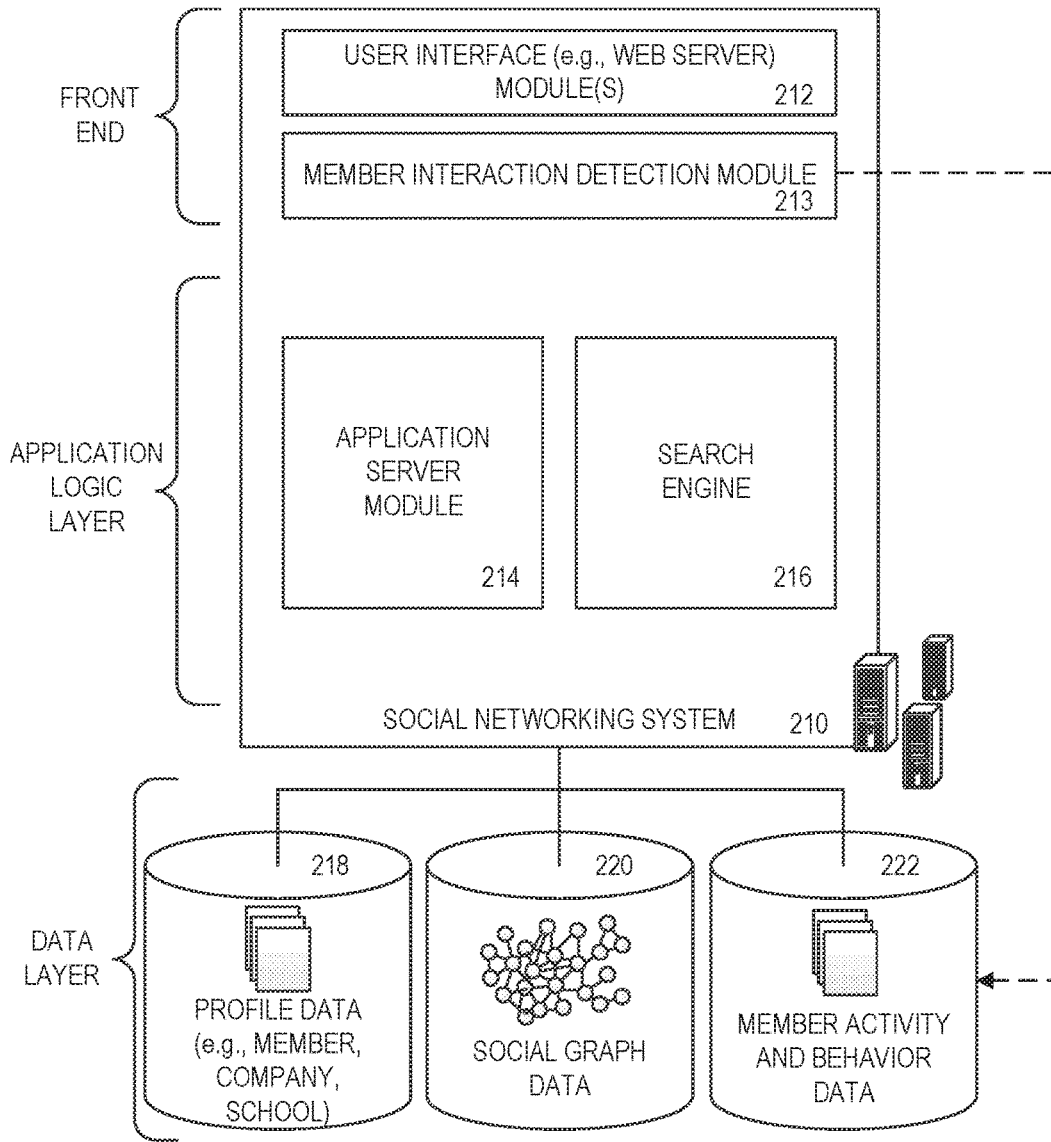 FRONT
END
USER INTERFACE (e.g., WEB SERVER)
MODULE(S)
212
MEMBER INTERACTION DETECTION MODULE
213
APPLICATION
LOGIC
LAYER
APPLICATION
SERVER
MODULE
214
SEARCH
ENGINE
216
SOCIAL NETWORKING SYSTEM
210
DATA
LAYER
218
PROFILE DATA
(e.g., MEMBER,
COMPANY,
SCHOOL)
220
SOCIAL GRAPH
DATA
222
MEMBER ACTIVITY
AND BEHAVIOR
DATA